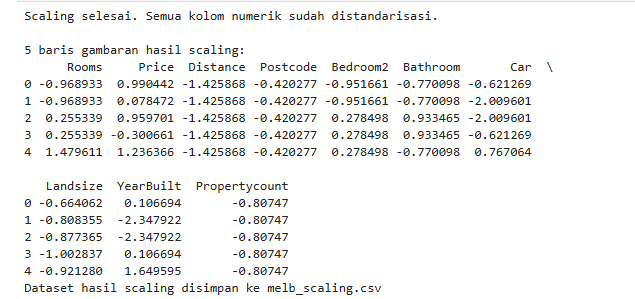 Scaling selesai. Semua kolom numerik sudah distandarisasi.
5 baris gambaran hasil scaling:
Rooms Price Distance Postcode Bedroom2 Bathroom Car \
0 -0.968933 0.990442 -1.425868 -0.420277 -0.951661 -0.770098 -0.621269
1 -0.968933 0.078472 -1.425868 -0.420277 -0.951661 -0.770098 -2.009601
2 0.255339 0.959701 -1.425868 -0.420277 0.278498 0.933465 -2.009601
3 0.255339 -0.300661 -1.425868 -0.420277 0.278498 0.933465 -0.621269
4 1.479611 1.236366 -1.425868 -0.420277 0.278498 -0.770098 0.767064
Landsize YearBuilt Propertycount
0 -0.664062 0.106694 -0.80747
1 -0.808355 -2.347922 -0.80747
2 -0.877365 -2.347922 -0.80747
3 -1.002837 0.106694 -0.80747
4 -0.921280 1.649595 -0.80747
Dataset hasil scaling disimpan ke melb_scaling.csv